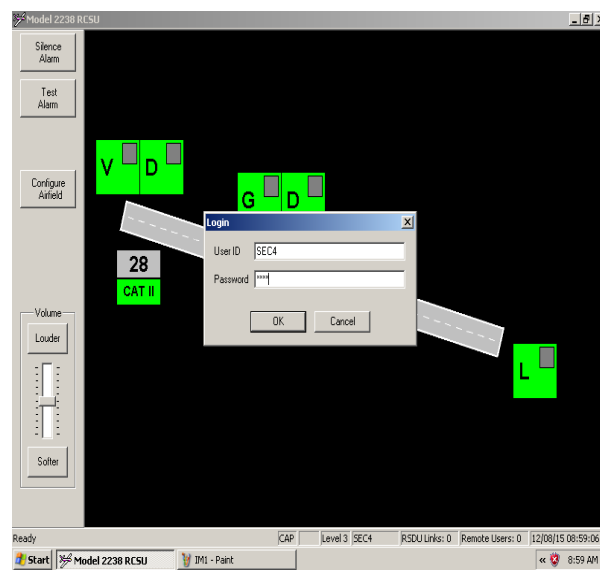 Model 2238 RCSU
Silence
Alarm
Test
Alarm
Configure
Airfield
V D
G D
Login
User ID SEC4
Password ****
OK Cancel
28
CAT II
L
Volume
Louder
Softer
Ready CAP Level 3 SEC4 RSDU Links: 0 Remote Users: 0 12/08/15 08:59:06
Start Model 2238 RCSU IM1 - Paint « 8:59 AM